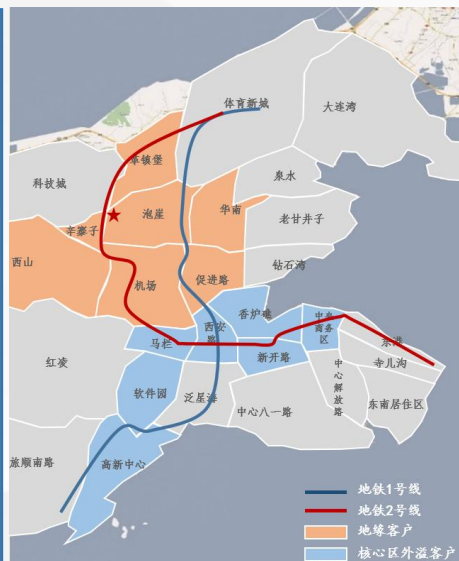 体育新城
大连湾
革镇堡
泉水
科技城
华南
泡崖
老甘井子
辛寨子
西山
钻石湾
机场
促进路
香炉礁
中央
商务
区
西安
路
东港
马栏
新开路
寺儿沟
红凌
中
心
解
放
路
软件园
泛星海
东南居住区
中心八一路
旅顺南路
高新中心
地铁1号线
地铁2号线
地缘客户
核心区外溢客户